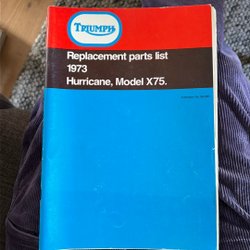 TRIUMPH
Replacement parts list
1973
Hurricane, Model X75.